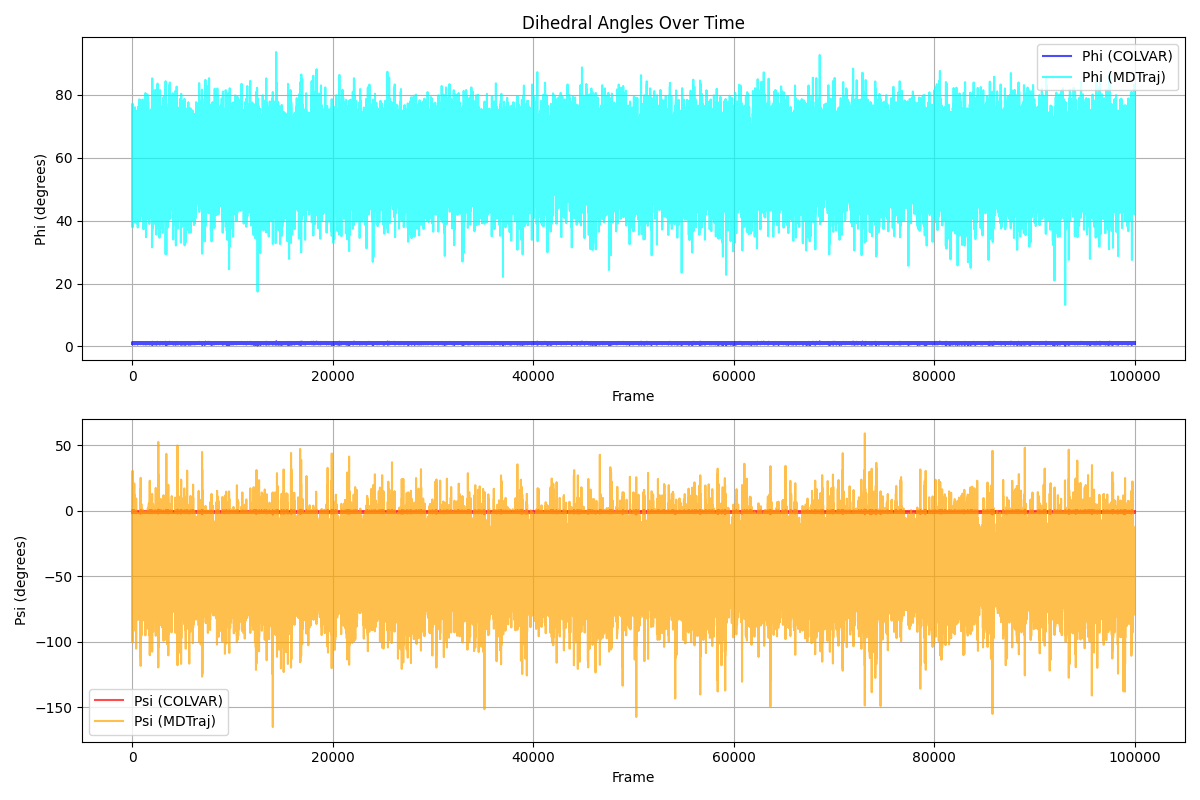 Dihedral Angles Over Time
Phi (COLVAR)
Phi (MDTraj)
Phi (degrees)
80
60
40
20
0
0 20000 40000 60000 80000 100000
Frame
Psi (degrees)
50
0
−50
−100
−150
Psi (COLVAR)
Psi (MDTraj)
0 20000 40000 60000 80000 100000
Frame